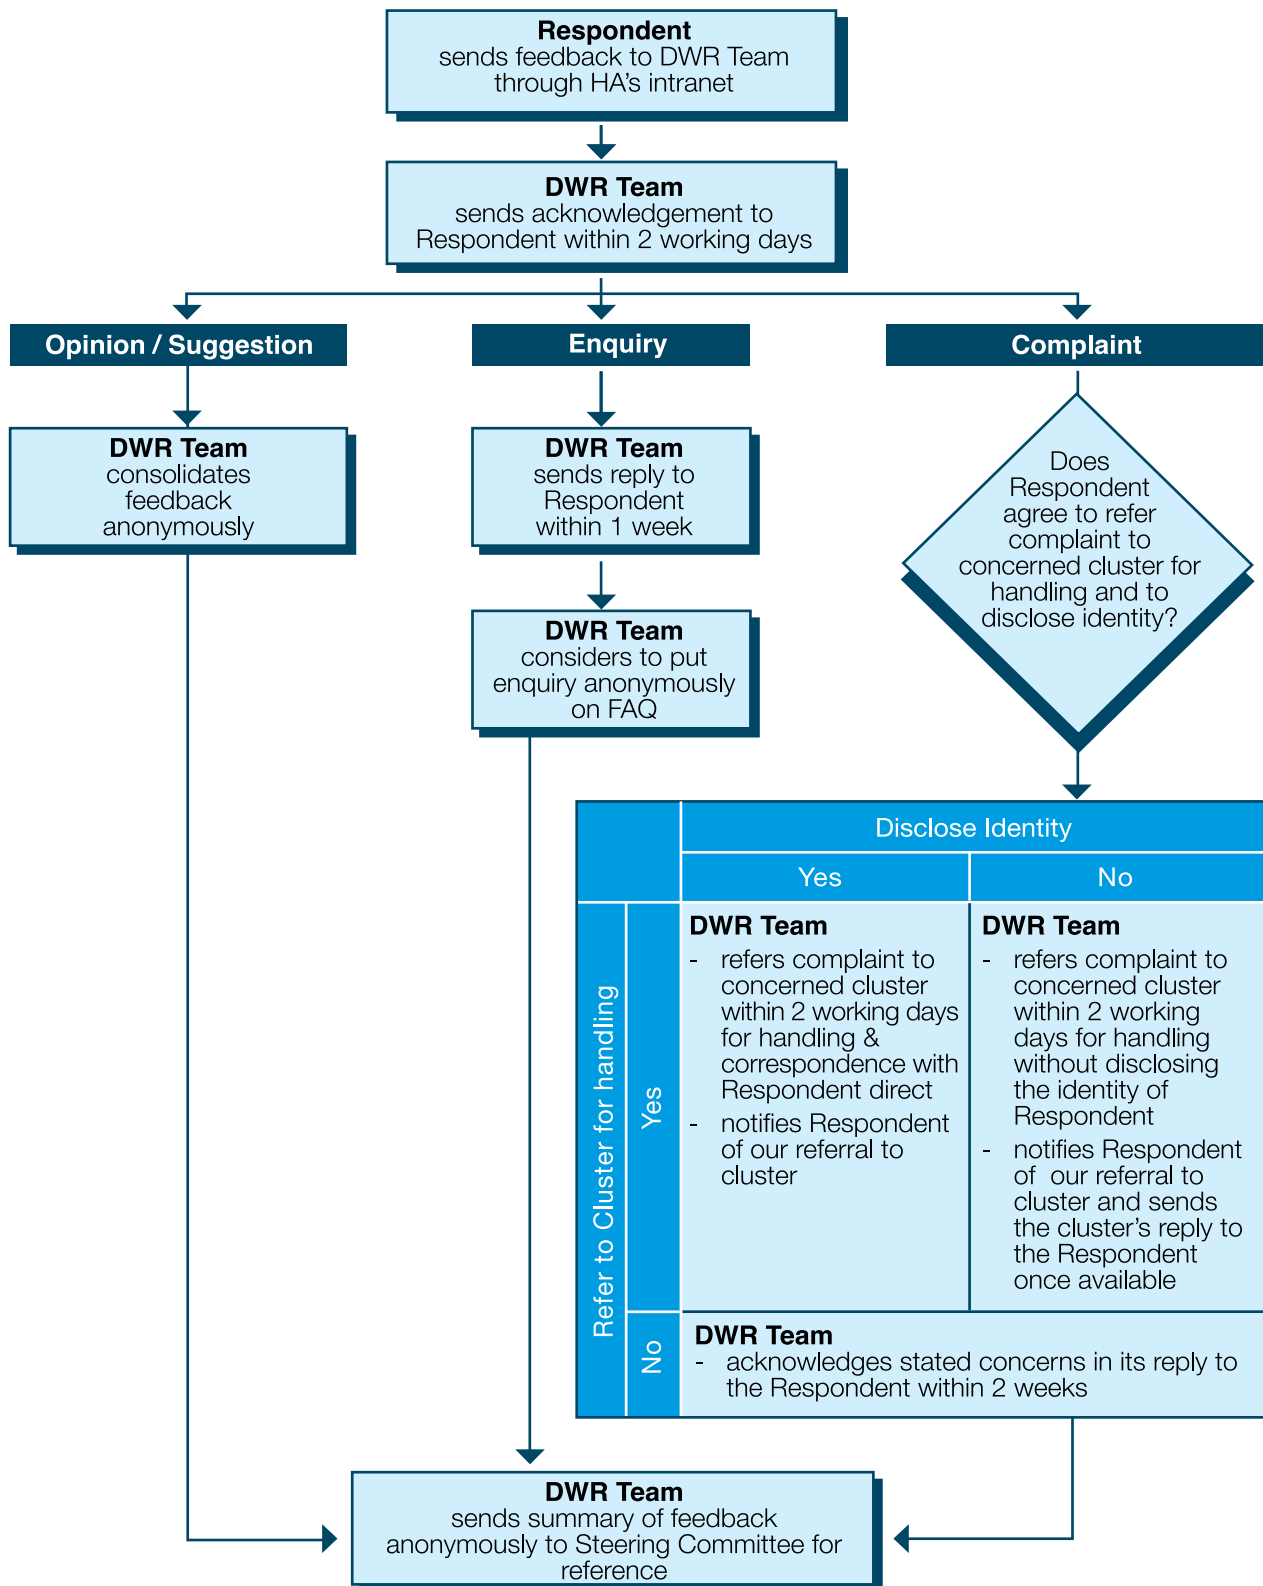 Respondent
sends feedback to DWR Team
through HA's intranet
DWR Team
sends acknowledgement to
Respondent within 2 working days
Opinion / Suggestion
Enquiry
Complaint
DWR Team
consolidates
feedback
anonymously
DWR Team
sends reply to
Respondent
within 1 week
DWR Team
considers to put
enquiry anonymously
on FAQ
Does
Respondent
agree to refer
complaint to
concerned cluster for
handling and to
disclose identity?
Disclose Identity
Yes
No
Refer to Cluster for handling
Yes
DWR Team
- refers complaint to
concerned cluster
within 2 working days
for handling &
correspondence with
Respondent direct
- notifies Respondent
of our referral to
cluster
DWR Team
- refers complaint to
concerned cluster
within 2 working
days for handling
without disclosing
the identity of
Respondent
- notifies Respondent
of our referral to
cluster and sends
the cluster's reply to
the Respondent
once available
No
DWR Team
- acknowledges stated concerns in its reply to
the Respondent within 2 weeks
DWR Team
sends summary of feedback
anonymously to Steering Committee for
reference